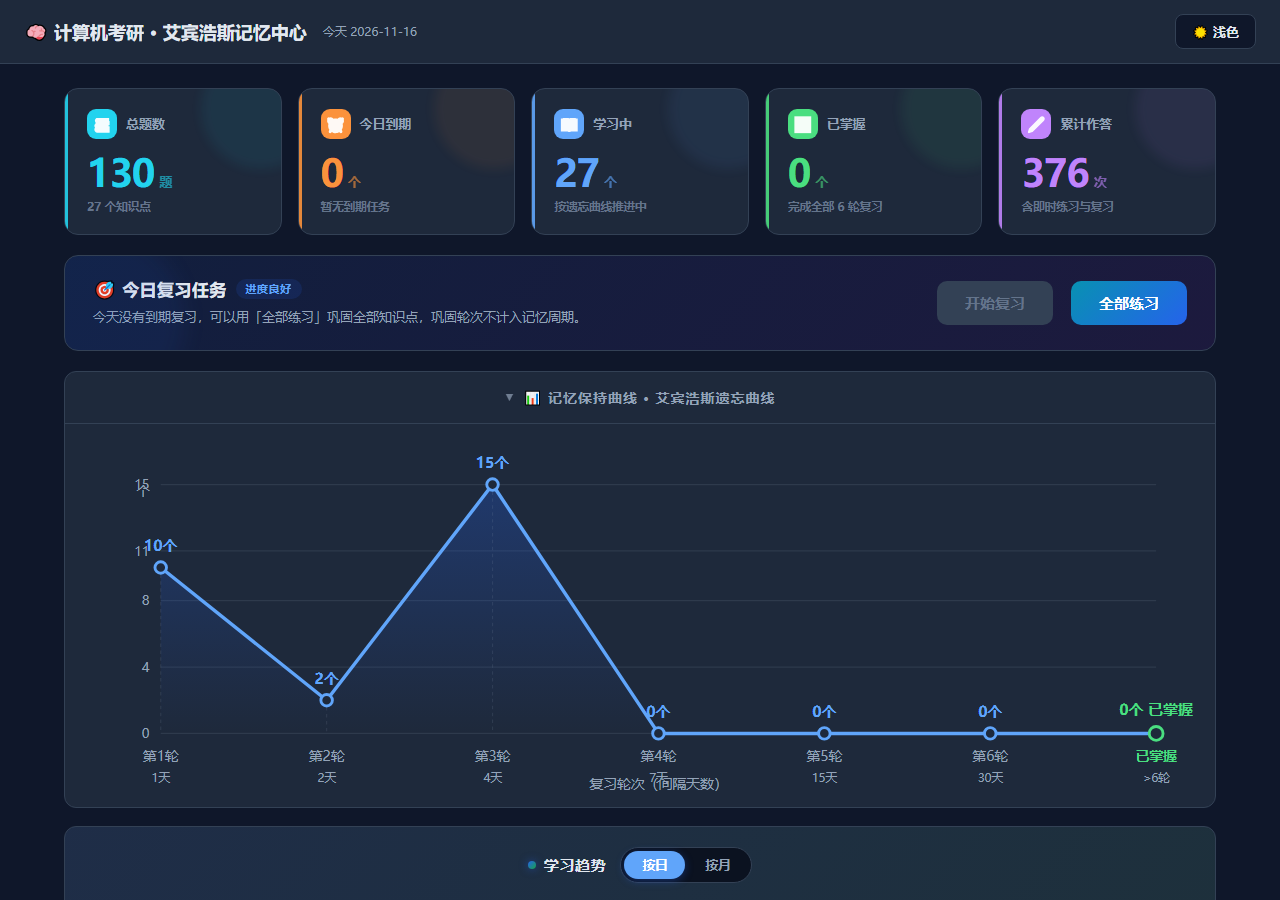 计算机考研 • 艾宾浩斯记忆中心
今天 2026-11-16
浅色
总题数
130 题
27 个知识点
今日到期
0 个
暂无到期任务
学习中
27 个
按遗忘曲线推进中
已掌握
0 个
完成全部 6 轮复习
累计作答
376 次
含即时练习与复习
今日复习任务
进度良好
今天没有到期复习，可以用「全部练习」巩固全部知识点，巩固轮次不计入记忆周期。
开始复习
全部练习
▼ 记忆保持曲线 • 艾宾浩斯遗忘曲线
15
个
11
8
4
0
10个
2个
15个
0个
0个
0个
0个 已掌握
第1轮
1天
第2轮
2天
第3轮
4天
第4轮
7天
第5轮
15天
第6轮
30天
已掌握
>6轮
复习轮次（间隔天数）
学习趋势
按日
按月